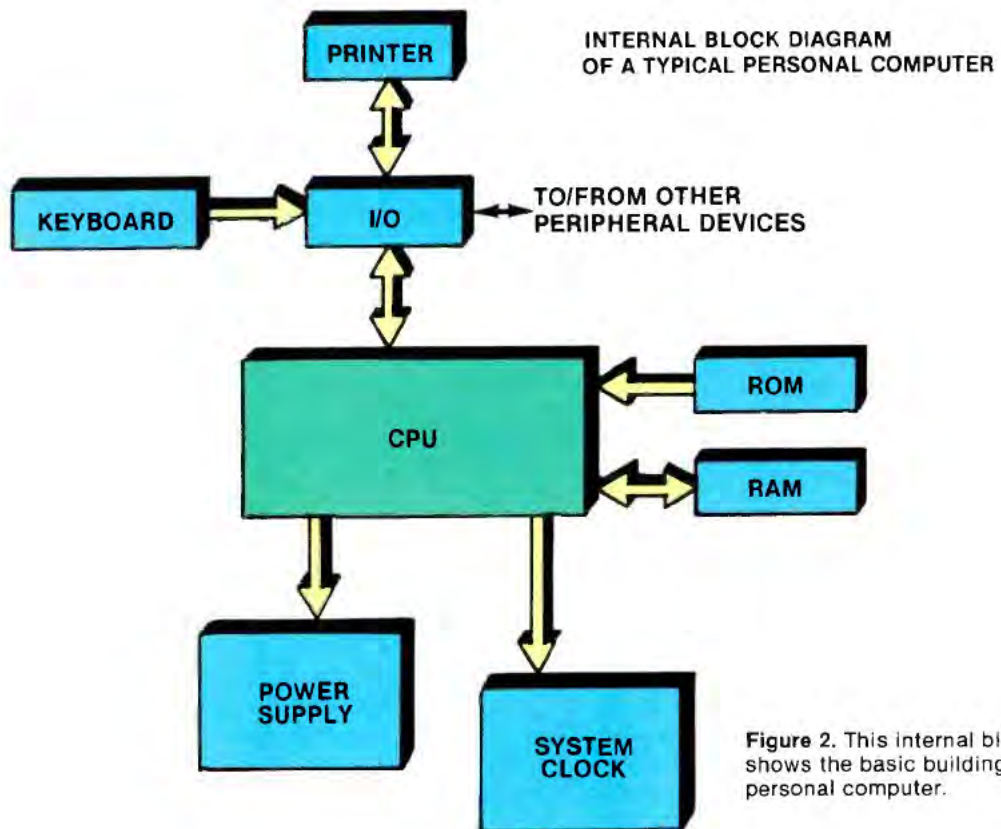 PRINTER
INTERNAL BLOCK DIAGRAM
OF A TYPICAL PERSONAL COMPUTER
KEYBOARD
I/O
TO/FROM OTHER
PERIPHERAL DEVICES
CPU
ROM
RAM
POWER
SUPPLY
SYSTEM
CLOCK
Figure 2. This internal
shows the basic building
personal computer.